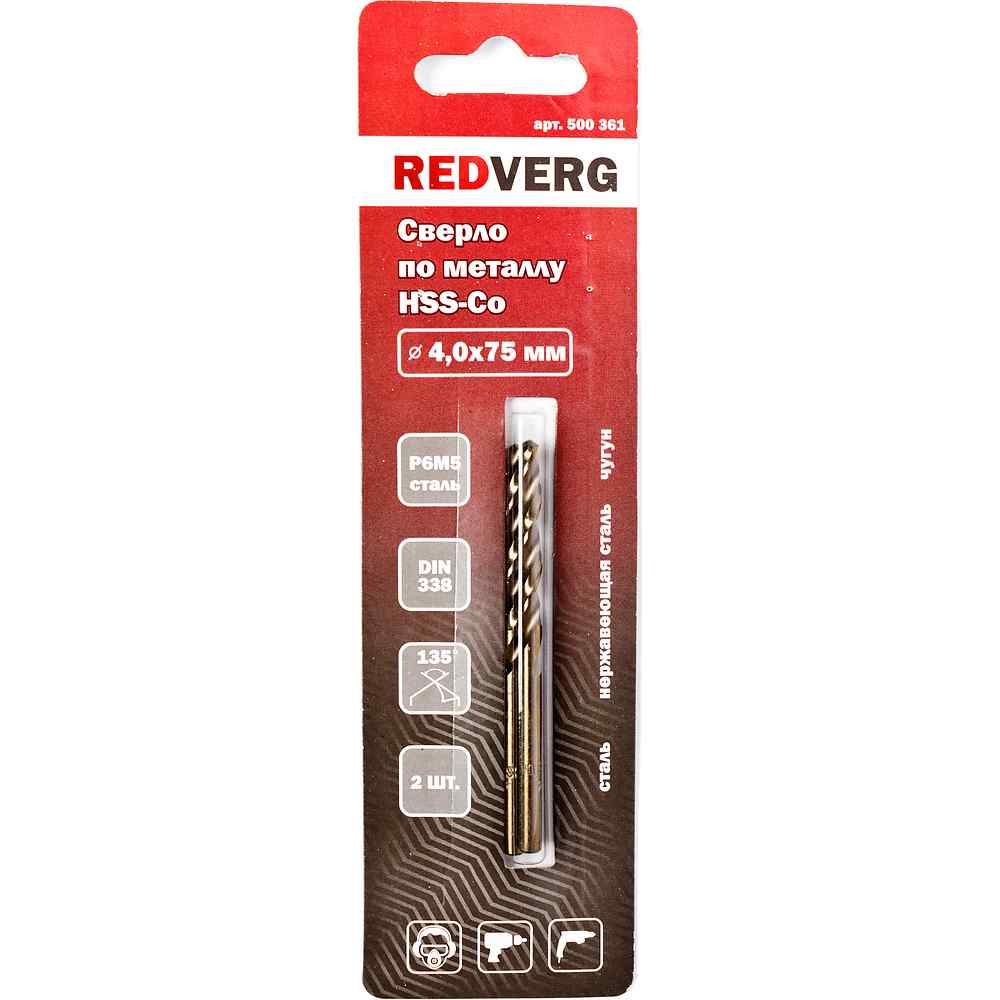 арт. 500 361
REDVERG
Сверло
по металлу
HSS-Co
⌀ 4,0x75 мм
Р6М5
сталь
DIN
338
135°
2 шт.
сталь нержавеющая сталь чугун